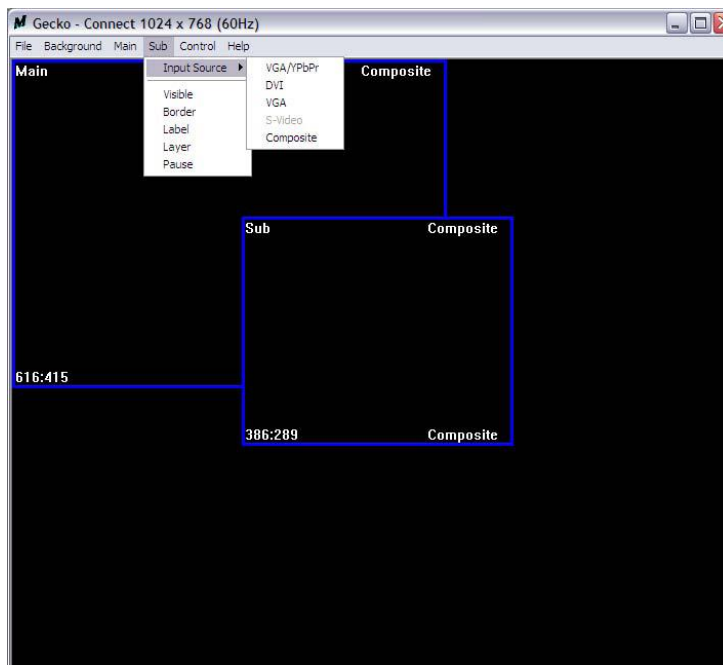 Gecko - Connect 1024 x 768 (60Hz)
File Background Main Sub Control Help
Main
Composite
Input Source
Visible
Border
Label
Layer
Pause
VGA/YPbPr
DVI
VGA
S-Video
Composite
Sub Composite
616:415
386:289 Composite